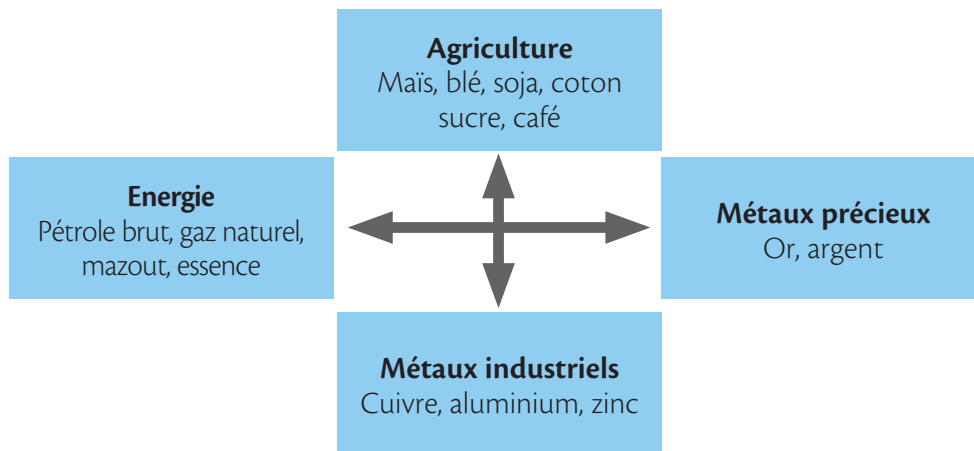 Agriculture
Maïs, blé, soja, coton
sucre, café
Energie
Pétrole brut, gaz naturel,
mazout, essence
Métaux précieux
Or, argent
Métaux industriels
Cuivre, aluminium, zinc